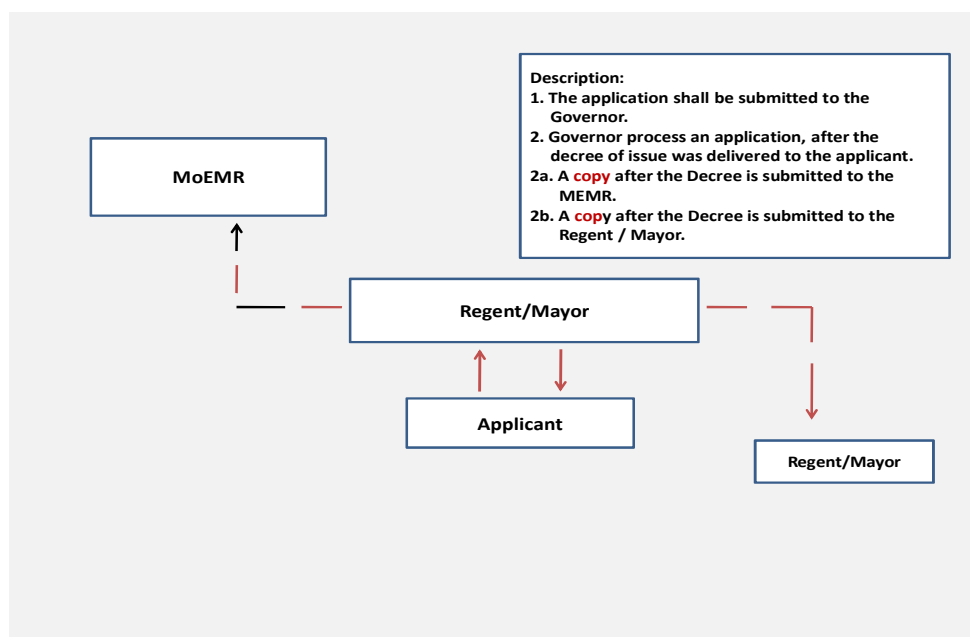 Description:
1. The application shall be submitted to the
Governor.
2. Governor process an application, after the
decree of issue was delivered to the applicant.
2a. A copy after the Decree is submitted to the
MEMR.
2b. A copy after the Decree is submitted to the
Regent / Mayor.
MoEMR
Regent/Mayor
Applicant
Regent/Mayor